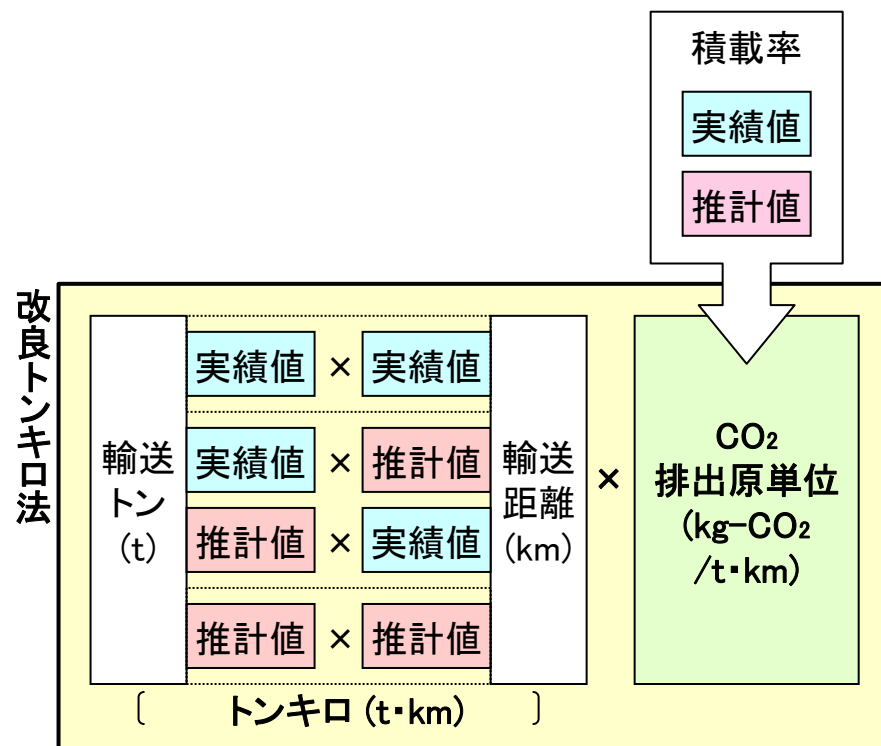 積載率
実績値
推計値
改良トンキロ法
輸送
トン
(t)
実績値 × 実績値
実績値 × 推計値
推計値 × 実績値
推計値 × 推計値
輸送
距離
(km)
×
CO₂
排出原単位
(kg-CO₂
/t･km)
〔 トンキロ (t･km) 〕